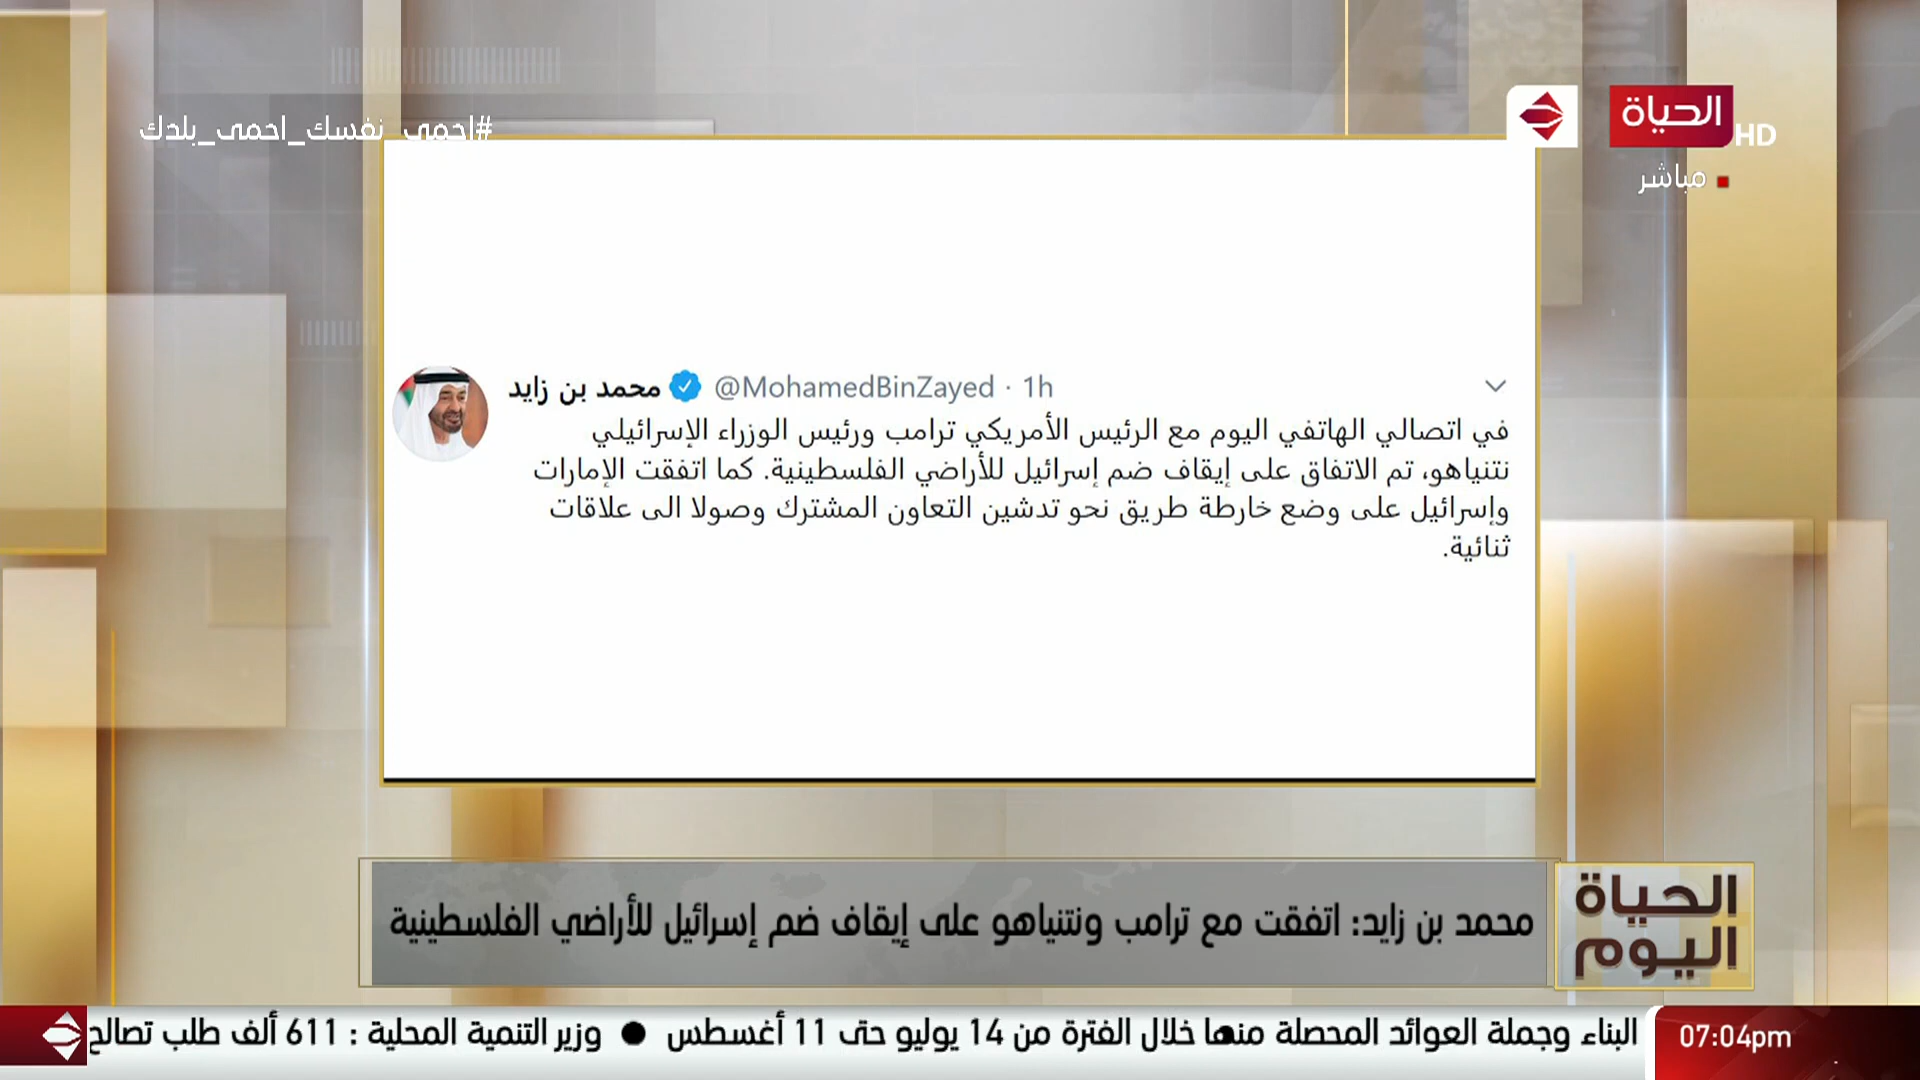 #احمى_نفسك_احمى_بلدك
الحياة
HD
مباشر
محمد بن زايد @MohamedBinZayed · 1h
في اتصالي الهاتفي اليوم مع الرئيس الأمريكي ترامب ورئيس الوزراء الإسرائيلي
نتنياهو، تم الاتفاق على إيقاف ضم إسرائيل للأراضي الفلسطينية. كما اتفقت الإمارات
وإسرائيل على وضع خارطة طريق نحو تدشين التعاون المشترك وصولا الى علاقات
ثنائية.
محمد بن زايد: اتفقت مع ترامب ونتنياهو على إيقاف ضم إسرائيل للأراضي الفلسطينية
الحياة
اليوم
البناء وجملة العوائد المحصلة منها خلال الفترة من 14 يوليو حتى 11 أغسطس ● وزير التنمية المحلية : 611 ألف طلب تصالح
07:04pm